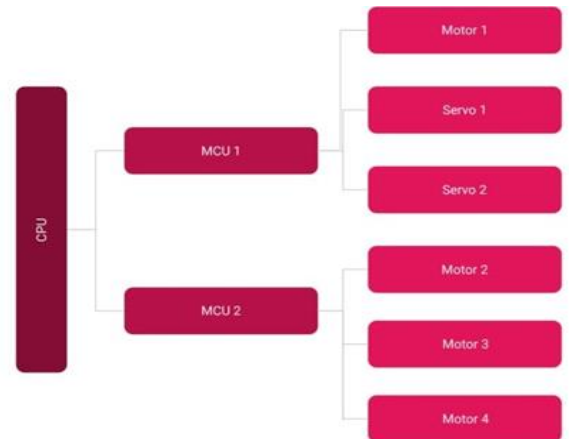 CPU
MCU 1
Motor 1
Servo 1
Servo 2
MCU 2
Motor 2
Motor 3
Motor 4